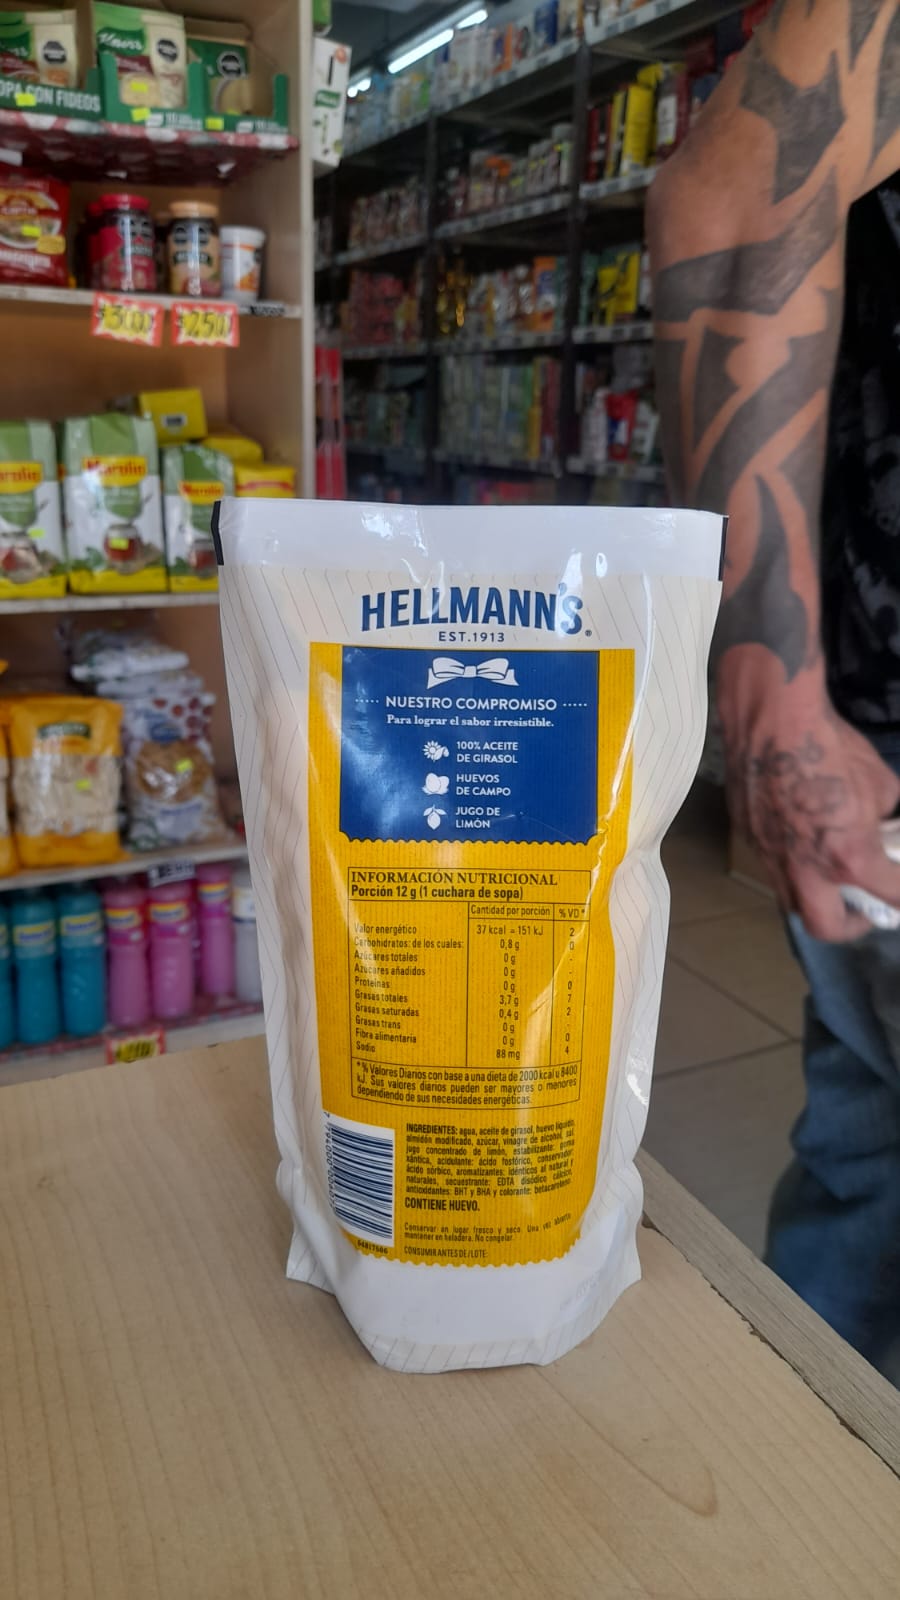 Knorr
OPA CON FIDEOS
$3000
$2500
Marolio
HELLMANN'S®
EST.1913
NUESTRO COMPROMISO
Para lograr el sabor irresistible.
100% ACEITE
DE GIRASOL
HUEVOS
DE CAMPO
JUGO DE
LIMÓN
INFORMACIÓN NUTRICIONAL
Porción 12 g (1 cuchara de sopa)
Cantidad por porción % VD *
Valor energético 37 kcal = 151 kJ 2
Carbohidratos: de los cuales: 0,8 g 0
Azúcares totales 0 g -
Azúcares añadidos 0 g -
Proteínas 0 g 0
Grasas totales 3,7 g 7
Grasas saturadas 0,4 g 2
Grasas trans 0 g -
Fibra alimentaria 0 g 0
Sodio 88 mg 4
*% Valores Diarios con base a una dieta de 2000 kcal u 8400
kJ. Sus valores diarios pueden ser mayores o menores
dependiendo de sus necesidades energéticas.
INGREDIENTES: agua, aceite de girasol, huevo líquido,
almidón modificado, azúcar, vinagre de alcohol, sal,
jugo concentrado de limón, estabilizante: goma
xántica, acidulante: ácido fosfórico, conservador:
ácido sórbico, aromatizantes: idénticos al natural y
naturales, secuestrante: EDTA disódico cálcico,
antioxidantes: BHT y BHA y colorante: betacaroteno.
CONTIENE HUEVO.
Conservar en lugar fresco y seco. Una vez abierto
mantener en heladera. No congelar.
CONSUMIR ANTES DE/LOTE: